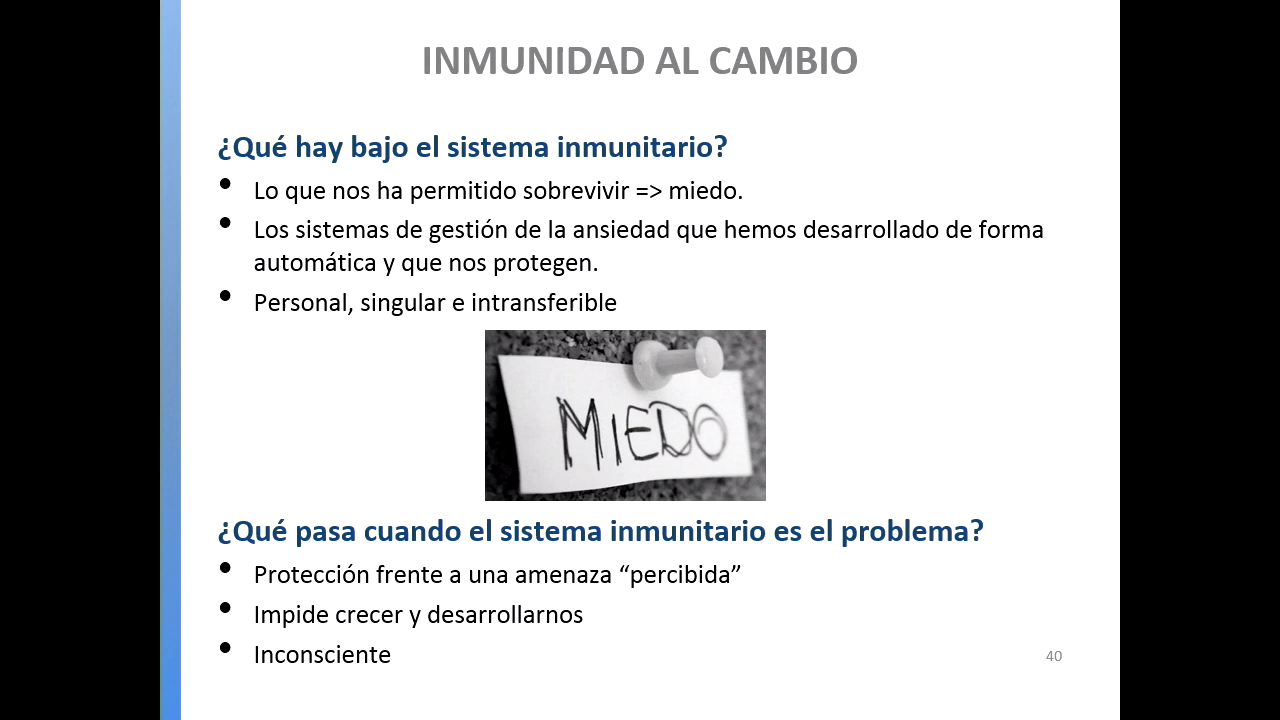 INMUNIDAD AL CAMBIO
¿Qué hay bajo el sistema inmunitario?
• Lo que nos ha permitido sobrevivir => miedo.
• Los sistemas de gestión de la ansiedad que hemos desarrollado de forma
automática y que nos protegen.
• Personal, singular e intransferible
MIEDO
¿Qué pasa cuando el sistema inmunitario es el problema?
• Protección frente a una amenaza “percibida”
• Impide crecer y desarrollarnos
• Inconsciente
40